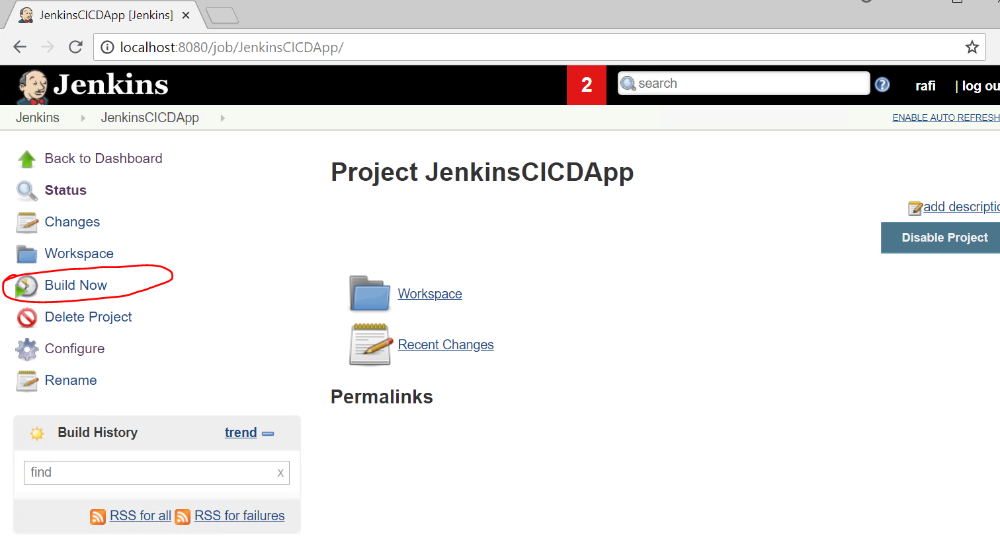 JenkinsCICDApp [Jenkins]
localhost:8080/job/JenkinsCICDApp/
Jenkins 2 search rafi | log ou
Jenkins JenkinsCICDApp ENABLE AUTO REFRESH
Back to Dashboard
Status
Changes
Workspace
Build Now
Delete Project
Configure
Rename
Build History trend
find x
RSS for all RSS for failures
Project JenkinsCICDApp
add descriptio
Disable Project
Workspace
Recent Changes
Permalinks